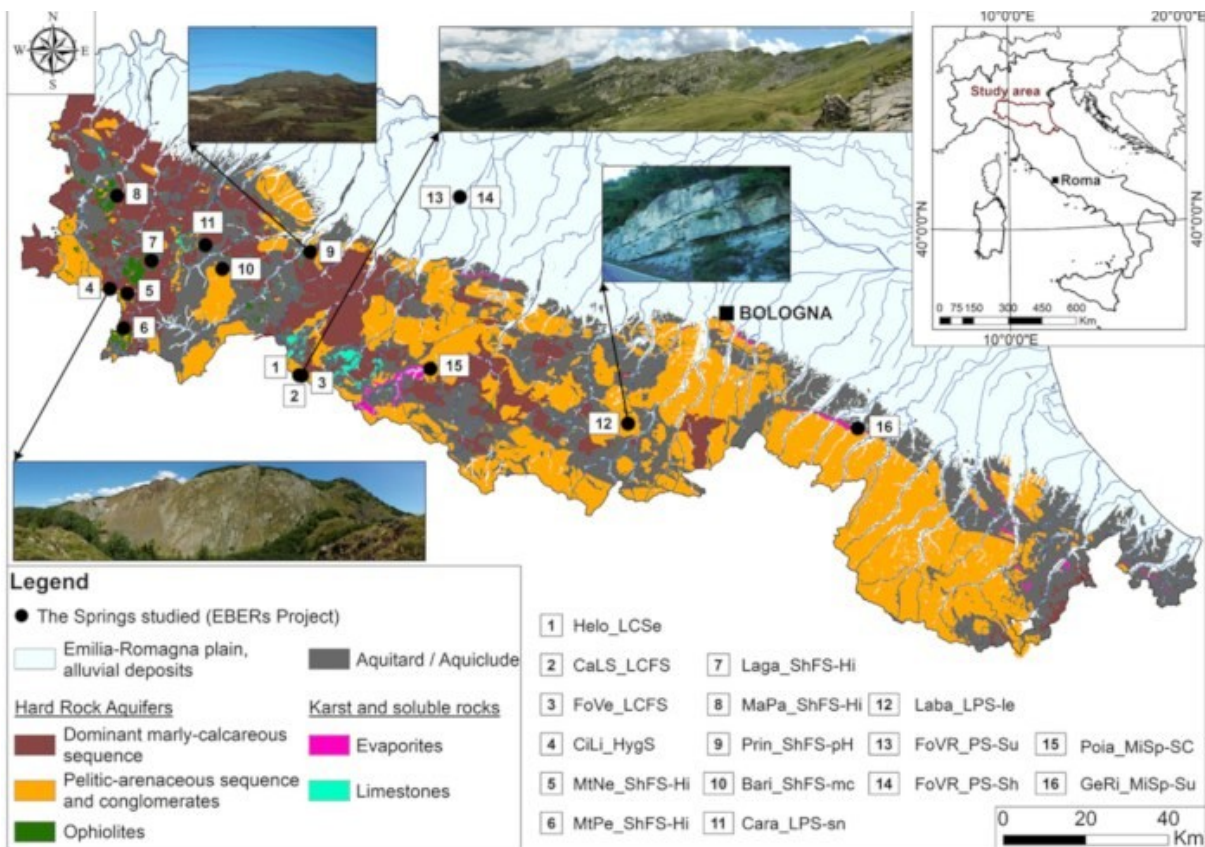 N
W E
S
10°0'0"E 20°0'0"E
Study area
Roma
40°0'0"N 40°0'0"N
0 75 150 300 450 600
Km
10°0'0"E
8
13 14
11
7
9
10
4 5
BOLOGNA
6
1 3
2
15
12
16
Legend
The Springs studied (EBERs Project)
Emilia-Romagna plain,
alluvial deposits
Aquitard / Aquiclude
Hard Rock Aquifers
Karst and soluble rocks
Dominant marly-calcareous
sequence
Evaporites
Pelitic-arenaceous sequence
and conglomerates
Limestones
Ophiolites
1 Helo_LCSe
2 CaLS_LCFS
3 FoVe_LCFS
4 CiLi_HygS
5 MtNe_ShFS-Hi
6 MtPe_ShFS-Hi
7 Laga_ShFS-Hi
8 MaPa_ShFS-Hi
9 Prin_ShFS-pH
10 Bari_ShFS-mc
11 Cara_LPS-sn
12 Laba_LPS-le
13 FoVR_PS-Su
14 FoVR_PS-Sh
15 Poia_MiSp-SC
16 GeRi_MiSp-Su
0 20 40
Km